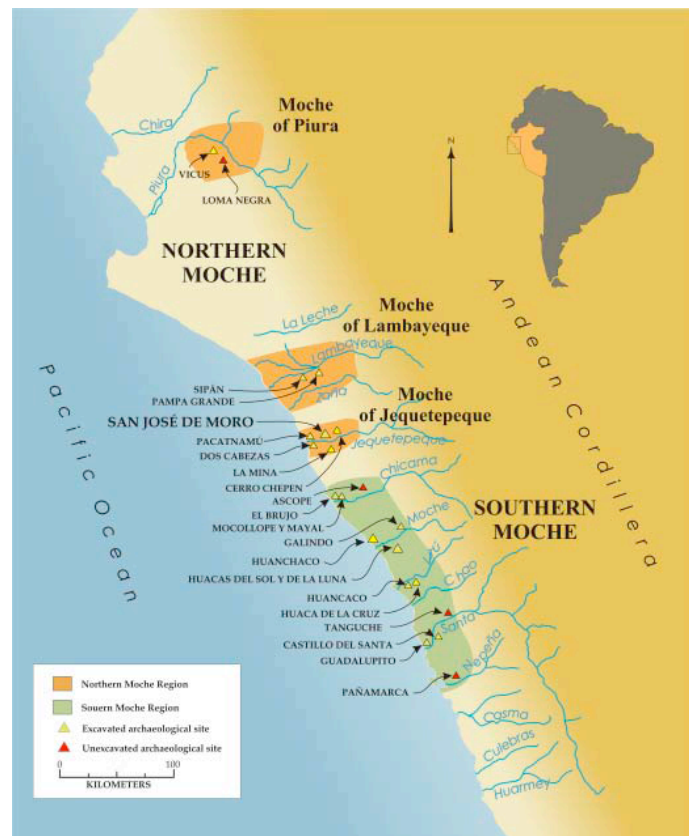 Moche
of Piura
Chira
Piura
VICUS
LOMA NEGRA
N
NORTHERN
MOCHE
Andean Cordillera
Pacific Ocean
La Leche
Moche
of Lambayeque
Lambayeque
SIPÁN
PAMPA GRANDE
Zaña
Moche
of Jequetepeque
SAN JOSÉ DE MORO
PACATNAMÚ
Jequetepeque
DOS CABEZAS
LA MINA
CERRO CHEPEN
Chicama
ASCOPE
EL BRUJO
MOCOLLOPE Y MAYAL
SOUTHERN
MOCHE
Moche
GALINDO
HUANCHACO
Virú
HUACAS DEL SOL Y DE LA LUNA
Chao
HUANCACO
HUACA DE LA CRUZ
TANGUCHE
Santa
CASTILLO DEL SANTA
GUADALUPITO
Nepeña
PAÑAMARCA
Casma
Culebras
Huarmey
Northern Moche Region
Souern Moche Region
Excavated archaeological site
Unexcavated archaeological site
0 100
KILOMETERS